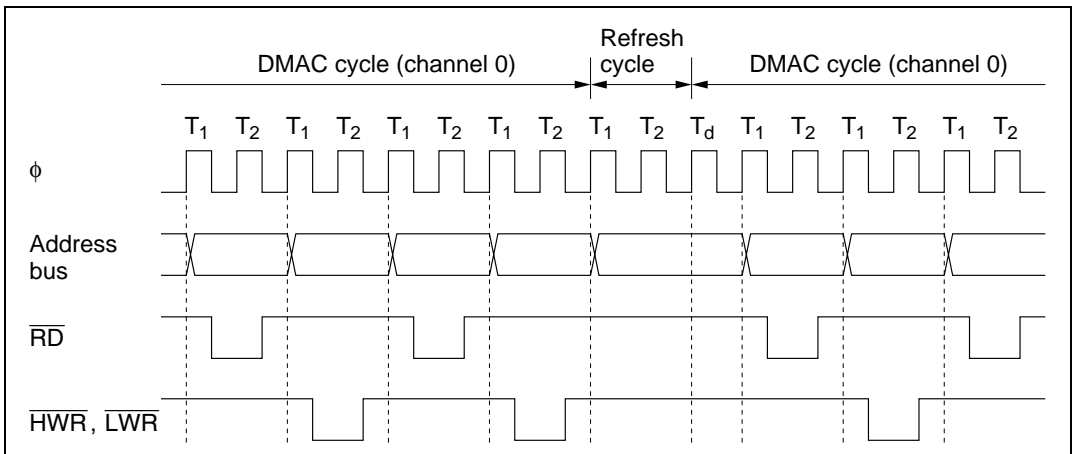 Refresh
DMAC cycle (channel 0) cycle DMAC cycle (channel 0)
T1 T2 T1 T2 T1 T2 T1 T2 T1 T2 Td T1 T2 T1 T2 T1 T2
φ
Address
bus
RD
HWR, LWR